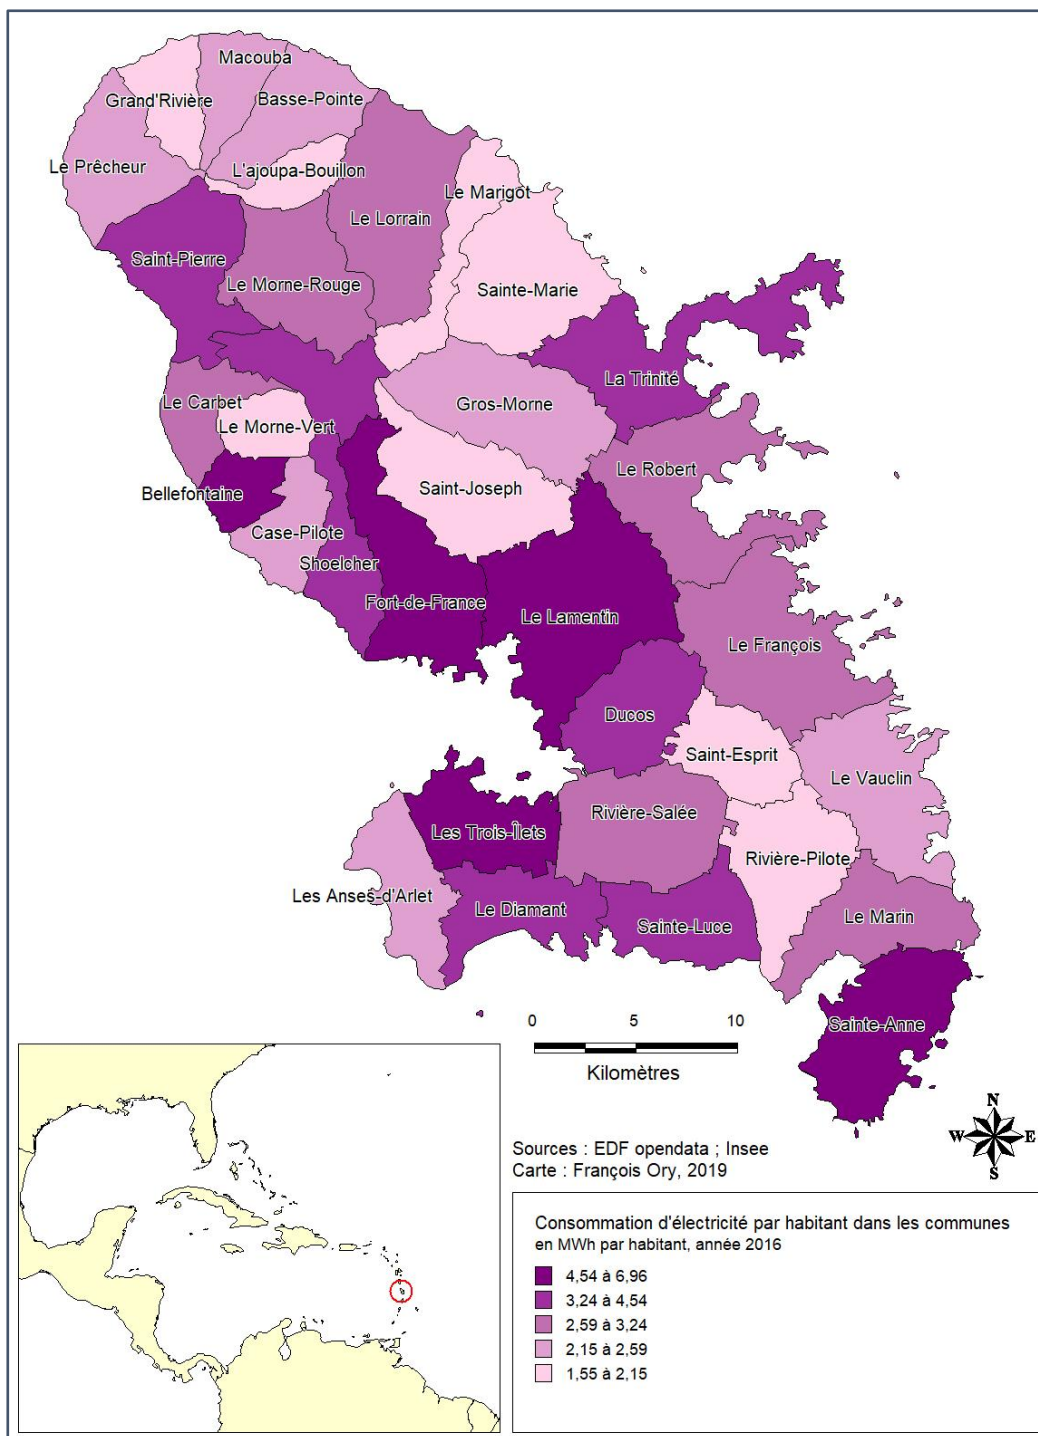 Macouba
Grand'Rivière
Basse-Pointe
Le Prêcheur
L'ajoupa-Bouillon
Le Marigot
Le Lorrain
Saint-Pierre
Le Morne-Rouge
Sainte-Marie
La Trinité
Le Carbet
Gros-Morne
Le Morne-Vert
Le Robert
Saint-Joseph
Bellefontaine
Case-Pilote
Shoelcher
Fort-de-France
Le Lamentin
Le François
Ducos
Saint-Esprit
Le Vauclin
Rivière-Salée
Les Trois-Îlets
Rivière-Pilote
Les Anses-d'Arlet
Le Diamant
Le Marin
Sainte-Luce
Sainte-Anne
0 5 10
Kilomètres
N
W E
S
Sources : EDF opendata ; Insee
Carte : François Ory, 2019
Consommation d'électricité par habitant dans les communes
en MWh par habitant, année 2016
4,54 à 6,96
3,24 à 4,54
2,59 à 3,24
2,15 à 2,59
1,55 à 2,15